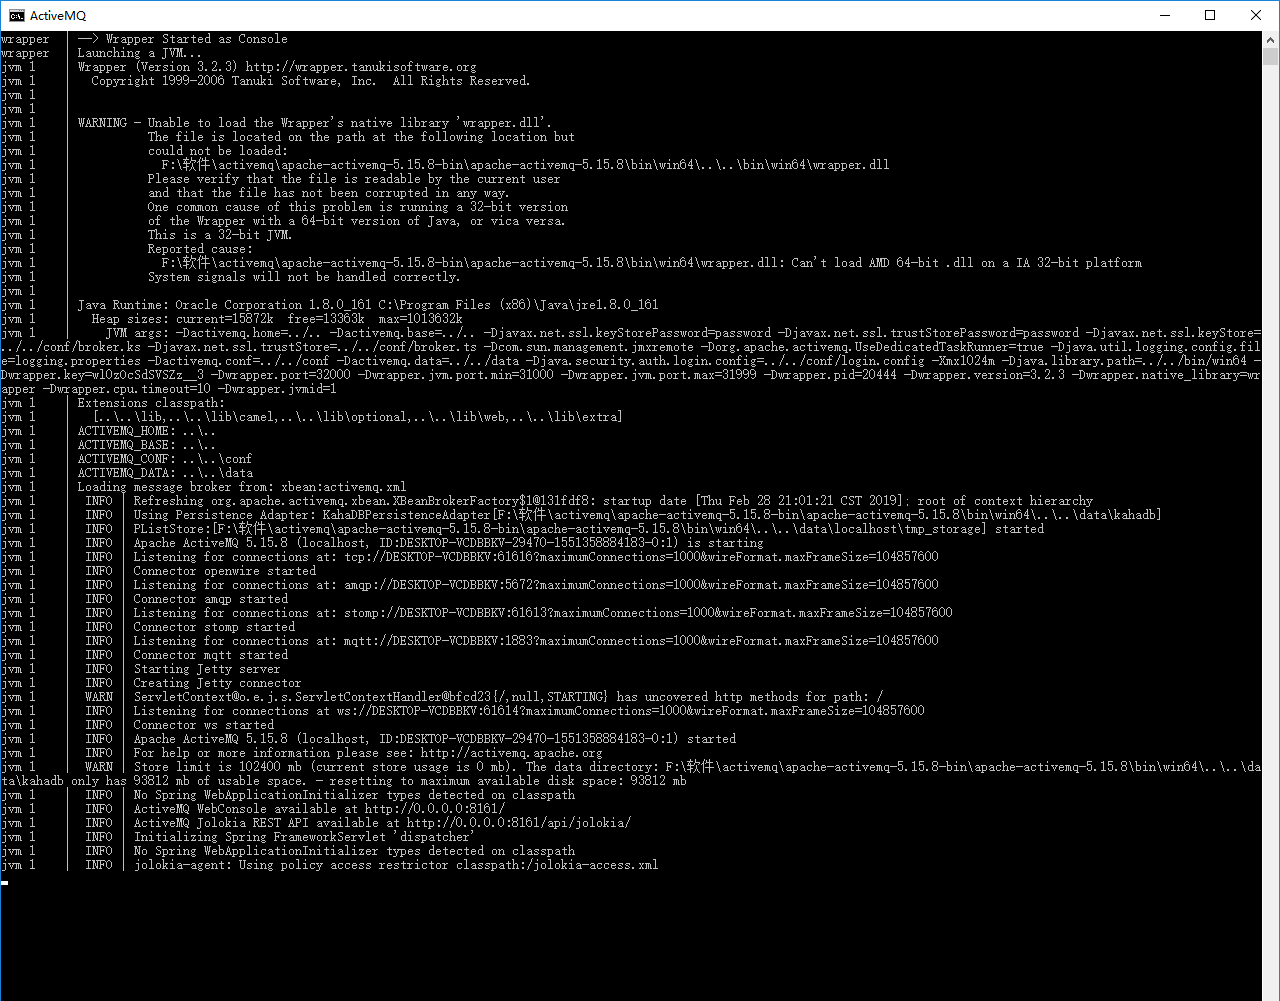 ActiveMQ
wrapper  | --> Wrapper Started as Console
wrapper  | Launching a JVM...
jvm 1    | Wrapper (Version 3.2.3) http://wrapper.tanukisoftware.org
jvm 1    |   Copyright 1999-2006 Tanuki Software, Inc.  All Rights Reserved.
jvm 1    |
jvm 1    |
jvm 1    | WARNING - Unable to load the Wrapper's native library 'wrapper.dll'.
jvm 1    |           The file is located on the path at the following location but
jvm 1    |           could not be loaded:
jvm 1    |             F:\软件\activemq\apache-activemq-5.15.8-bin\apache-activemq-5.15.8\bin\win64\..\..\bin\win64\wrapper.dll
jvm 1    |           Please verify that the file is readable by the current user
jvm 1    |           and that the file has not been corrupted in any way.
jvm 1    |           One common cause of this problem is running a 32-bit version
jvm 1    |           of the Wrapper with a 64-bit version of Java, or vica versa.
jvm 1    |           This is a 32-bit JVM.
jvm 1    |           Reported cause:
jvm 1    |             F:\软件\activemq\apache-activemq-5.15.8-bin\apache-activemq-5.15.8\bin\win64\wrapper.dll: Can't load AMD 64-bit .dll on a IA 32-bit platform
jvm 1    |           System signals will not be handled correctly.
jvm 1    |
jvm 1    | Java Runtime: Oracle Corporation 1.8.0_161 C:\Program Files (x86)\Java\jre1.8.0_161
jvm 1    |   Heap sizes: current=15872k  free=13363k  max=1013632k
jvm 1    |     JVM args: -Dactivemq.home=../.. -Dactivemq.base=../.. -Djavax.net.ssl.keyStorePassword=password -Djavax.net.ssl.trustStorePassword=password -Djavax.net.ssl.keyStore=
../../conf/broker.ks -Djavax.net.ssl.trustStore=../../conf/broker.ts -Dcom.sun.management.jmxremote -Dorg.apache.activemq.UseDedicatedTaskRunner=true -Djava.util.logging.config.fil
e=logging.properties -Dactivemq.conf=../../conf -Dactivemq.data=../../data -Djava.security.auth.login.config=../../conf/login.config -Xmx1024m -Djava.library.path=../../bin/win64 -
Dwrapper.key=wl0z0cSdSVSZz__3 -Dwrapper.port=32000 -Dwrapper.jvm.port.min=31000 -Dwrapper.jvm.port.max=31999 -Dwrapper.pid=20444 -Dwrapper.version=3.2.3 -Dwrapper.native_library=wr
apper -Dwrapper.cpu.timeout=10 -Dwrapper.jvmid=1
jvm 1    | Extensions classpath:
jvm 1    |   [..\..\lib,..\..\lib\camel,..\..\lib\optional,..\..\lib\web,..\..\lib\extra]
jvm 1    | ACTIVEMQ_HOME: ..\..
jvm 1    | ACTIVEMQ_BASE: ..\..
jvm 1    | ACTIVEMQ_CONF: ..\..\conf
jvm 1    | ACTIVEMQ_DATA: ..\..\data
jvm 1    | Loading message broker from: xbean:activemq.xml
jvm 1    |  INFO | Refreshing org.apache.activemq.xbean.XBeanBrokerFactory$1@131fdf8: startup date [Thu Feb 28 21:01:21 CST 2019]; root of context hierarchy
jvm 1    |  INFO | Using Persistence Adapter: KahaDBPersistenceAdapter[F:\软件\activemq\apache-activemq-5.15.8-bin\apache-activemq-5.15.8\bin\win64\..\..\data\kahadb]
jvm 1    |  INFO | PListStore:[F:\软件\activemq\apache-activemq-5.15.8-bin\apache-activemq-5.15.8\bin\win64\..\..\data\localhost\tmp_storage] started
jvm 1    |  INFO | Apache ActiveMQ 5.15.8 (localhost, ID:DESKTOP-VCDBBKV-29470-1551358884183-0:1) is starting
jvm 1    |  INFO | Listening for connections at: tcp://DESKTOP-VCDBBKV:61616?maximumConnections=1000&wireFormat.maxFrameSize=104857600
jvm 1    |  INFO | Connector openwire started
jvm 1    |  INFO | Listening for connections at: amqp://DESKTOP-VCDBBKV:5672?maximumConnections=1000&wireFormat.maxFrameSize=104857600
jvm 1    |  INFO | Connector amqp started
jvm 1    |  INFO | Listening for connections at: stomp://DESKTOP-VCDBBKV:61613?maximumConnections=1000&wireFormat.maxFrameSize=104857600
jvm 1    |  INFO | Connector stomp started
jvm 1    |  INFO | Listening for connections at: mqtt://DESKTOP-VCDBBKV:1883?maximumConnections=1000&wireFormat.maxFrameSize=104857600
jvm 1    |  INFO | Connector mqtt started
jvm 1    |  INFO | Starting Jetty server
jvm 1    |  INFO | Creating Jetty connector
jvm 1    |  WARN | ServletContext@o.e.j.s.ServletContextHandler@bfcd23{/,null,STARTING} has uncovered http methods for path: /
jvm 1    |  INFO | Listening for connections at ws://DESKTOP-VCDBBKV:61614?maximumConnections=1000&wireFormat.maxFrameSize=104857600
jvm 1    |  INFO | Connector ws started
jvm 1    |  INFO | Apache ActiveMQ 5.15.8 (localhost, ID:DESKTOP-VCDBBKV-29470-1551358884183-0:1) started
jvm 1    |  INFO | For help or more information please see: http://activemq.apache.org
jvm 1    |  WARN | Store limit is 102400 mb (current store usage is 0 mb). The data directory: F:\软件\activemq\apache-activemq-5.15.8-bin\apache-activemq-5.15.8\bin\win64\..\..\da
ta\kahadb only has 93812 mb of usable space. - resetting to maximum available disk space: 93812 mb
jvm 1    |  INFO | No Spring WebApplicationInitializer types detected on classpath
jvm 1    |  INFO | ActiveMQ WebConsole available at http://0.0.0.0:8161/
jvm 1    |  INFO | ActiveMQ Jolokia REST API available at http://0.0.0.0:8161/api/jolokia/
jvm 1    |  INFO | Initializing Spring FrameworkServlet 'dispatcher'
jvm 1    |  INFO | No Spring WebApplicationInitializer types detected on classpath
jvm 1    |  INFO | jolokia-agent: Using policy access restrictor classpath:/jolokia-access.xml